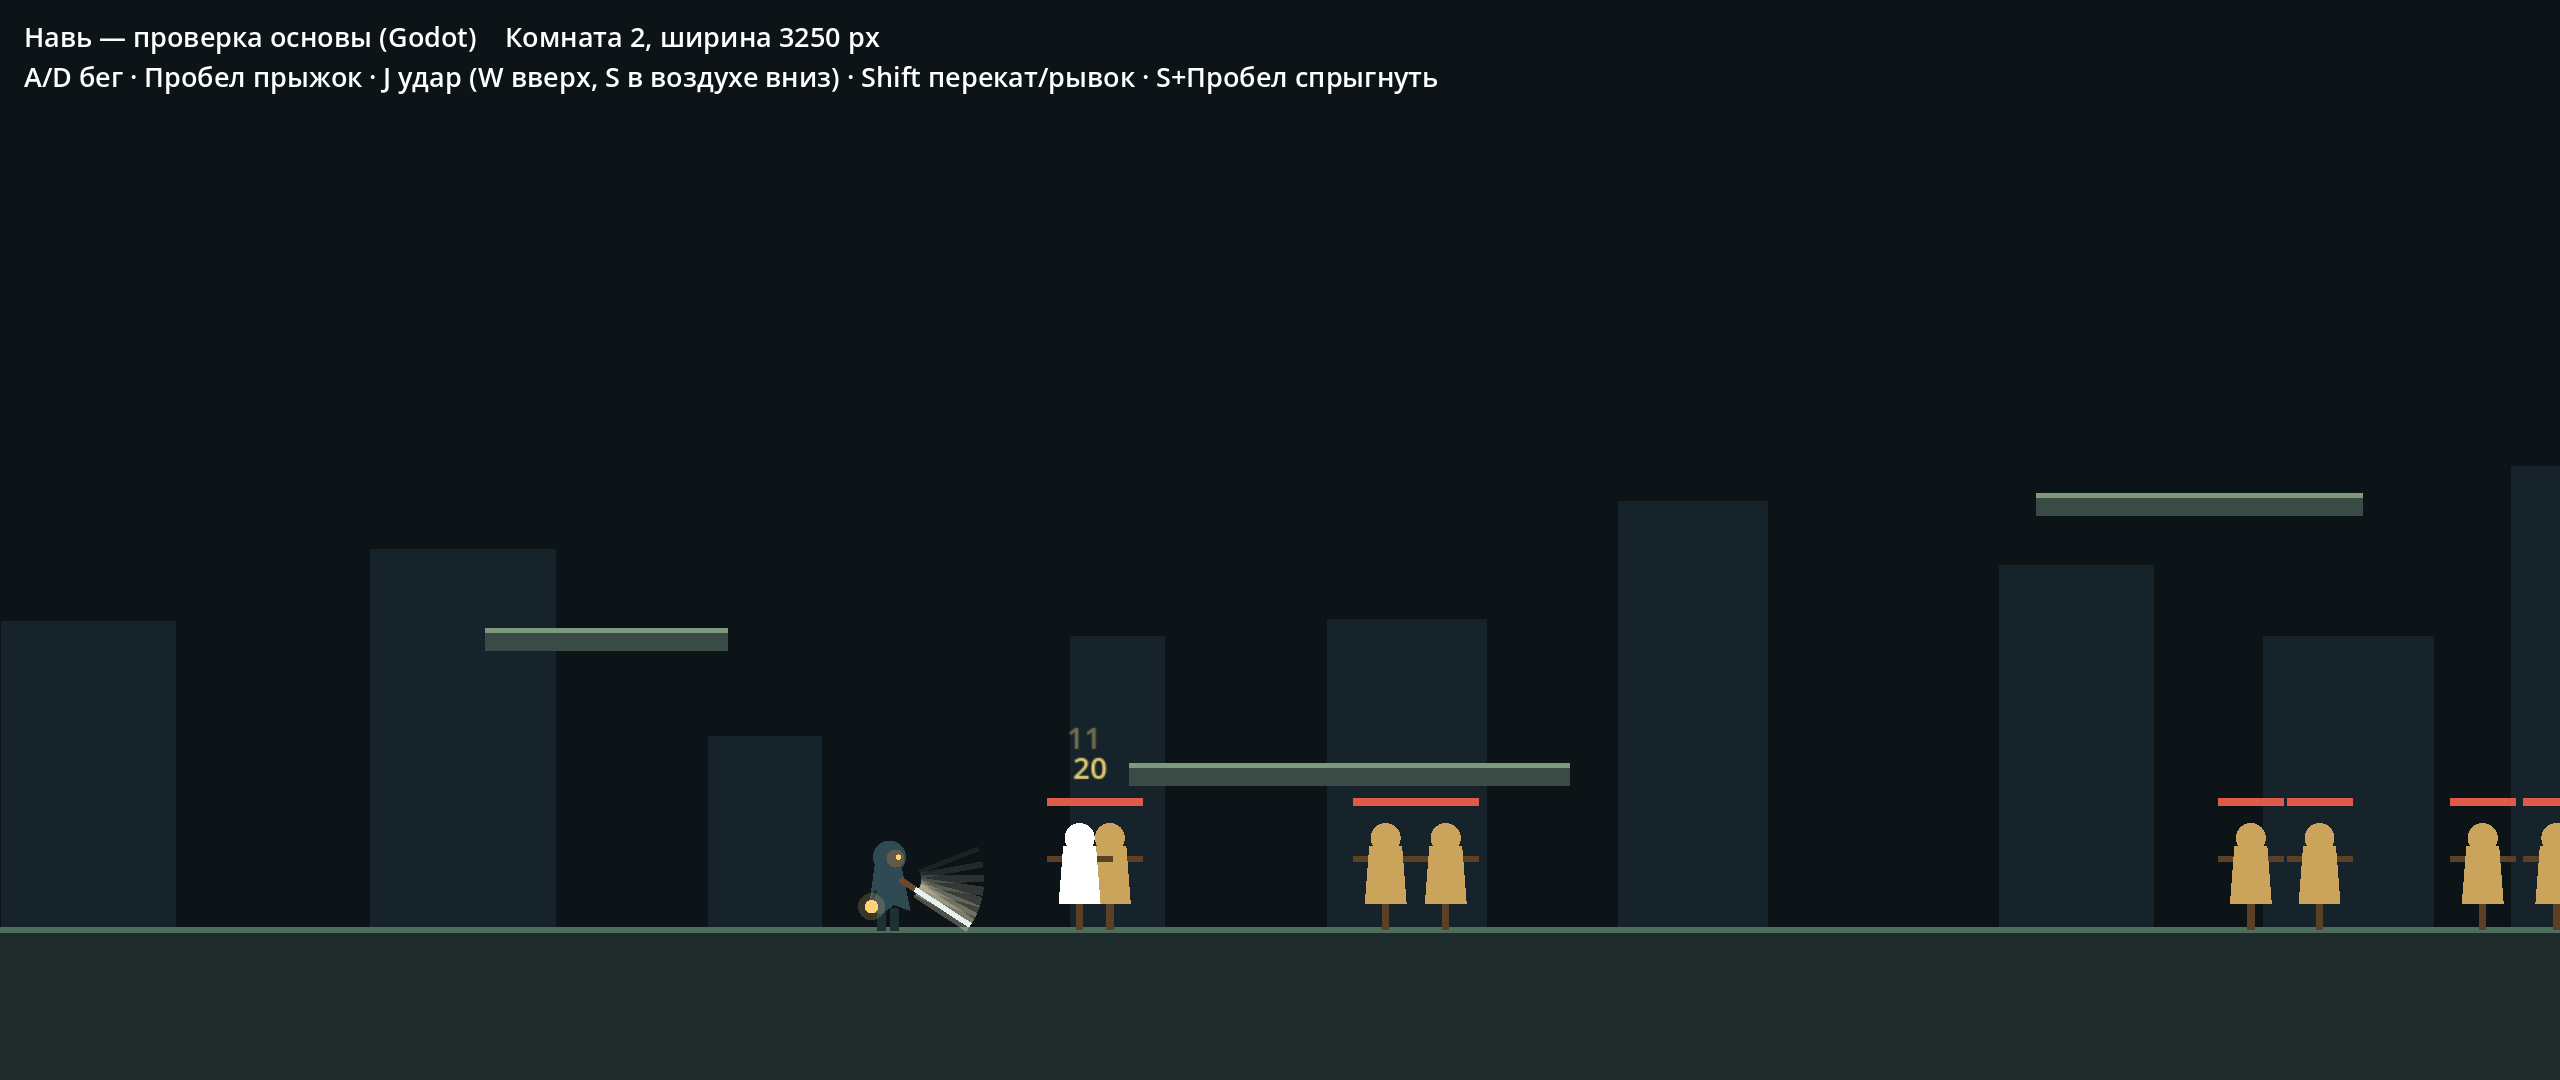 Навь — проверка основы (Godot) Комната 2, ширина 3250 px
A/D бег · Пробел прыжок · J удар (W вверх, S в воздухе вниз) · Shift перекат/рывок · S+Пробел спрыгнуть
11
20